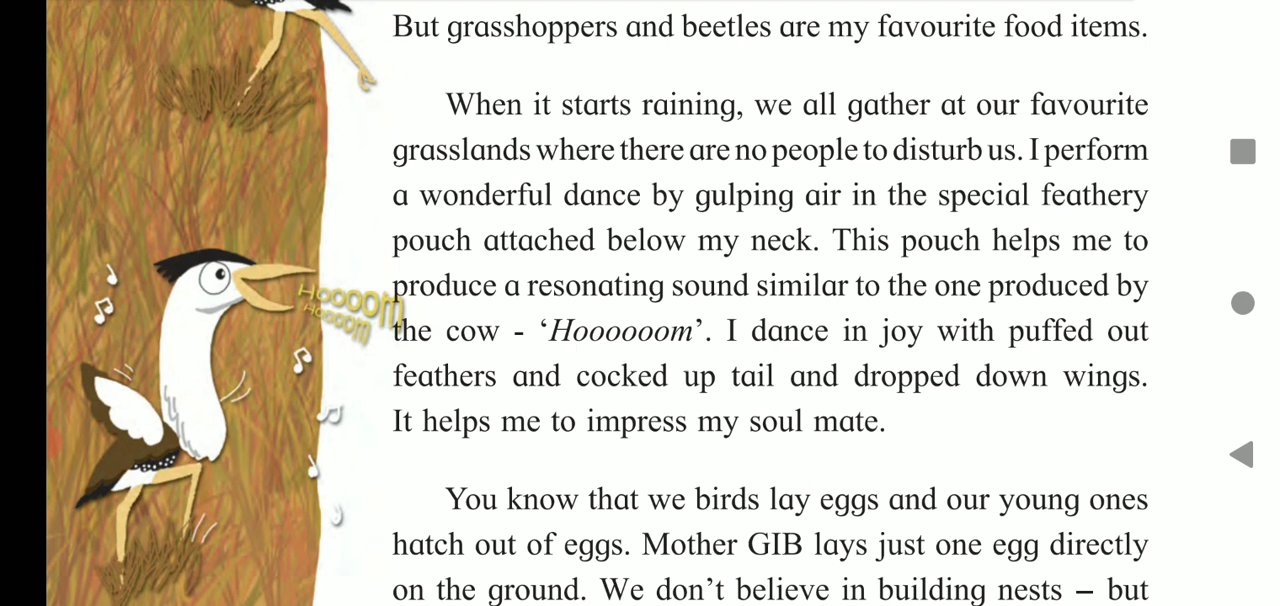 But grasshoppers and beetles are my favourite food items.
When it starts raining, we all gather at our favourite
grasslands where there are no people to disturb us. I perform
a wonderful dance by gulping air in the special feathery
pouch attached below my neck. This pouch helps me to
produce a resonating sound similar to the one produced by
the cow - ‘Hoooooom’. I dance in joy with puffed out
feathers and cocked up tail and dropped down wings.
It helps me to impress my soul mate.
You know that we birds lay eggs and our young ones
hatch out of eggs. Mother GIB lays just one egg directly
on the ground. We don’t believe in building nests – but
HOOOOM
HOOOOM